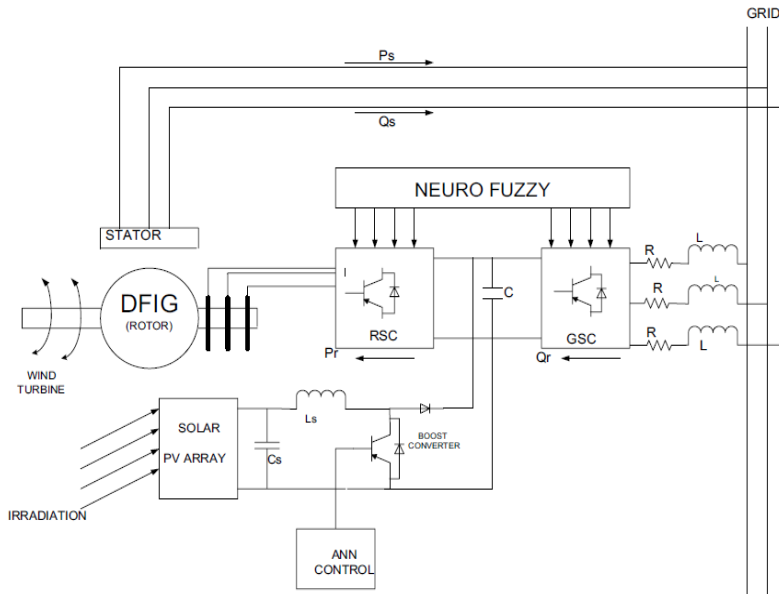 GRID
Ps
Qs
NEURO FUZZY
STATOR
DFIG
(ROTOR)
WIND
TURBINE
I
RSC
Pr
C
GSC
Qr
R
L
R
L
R
L
SOLAR
PV ARRAY
IRRADIATION
Cs
Ls
BOOST
CONVERTER
ANN
CONTROL